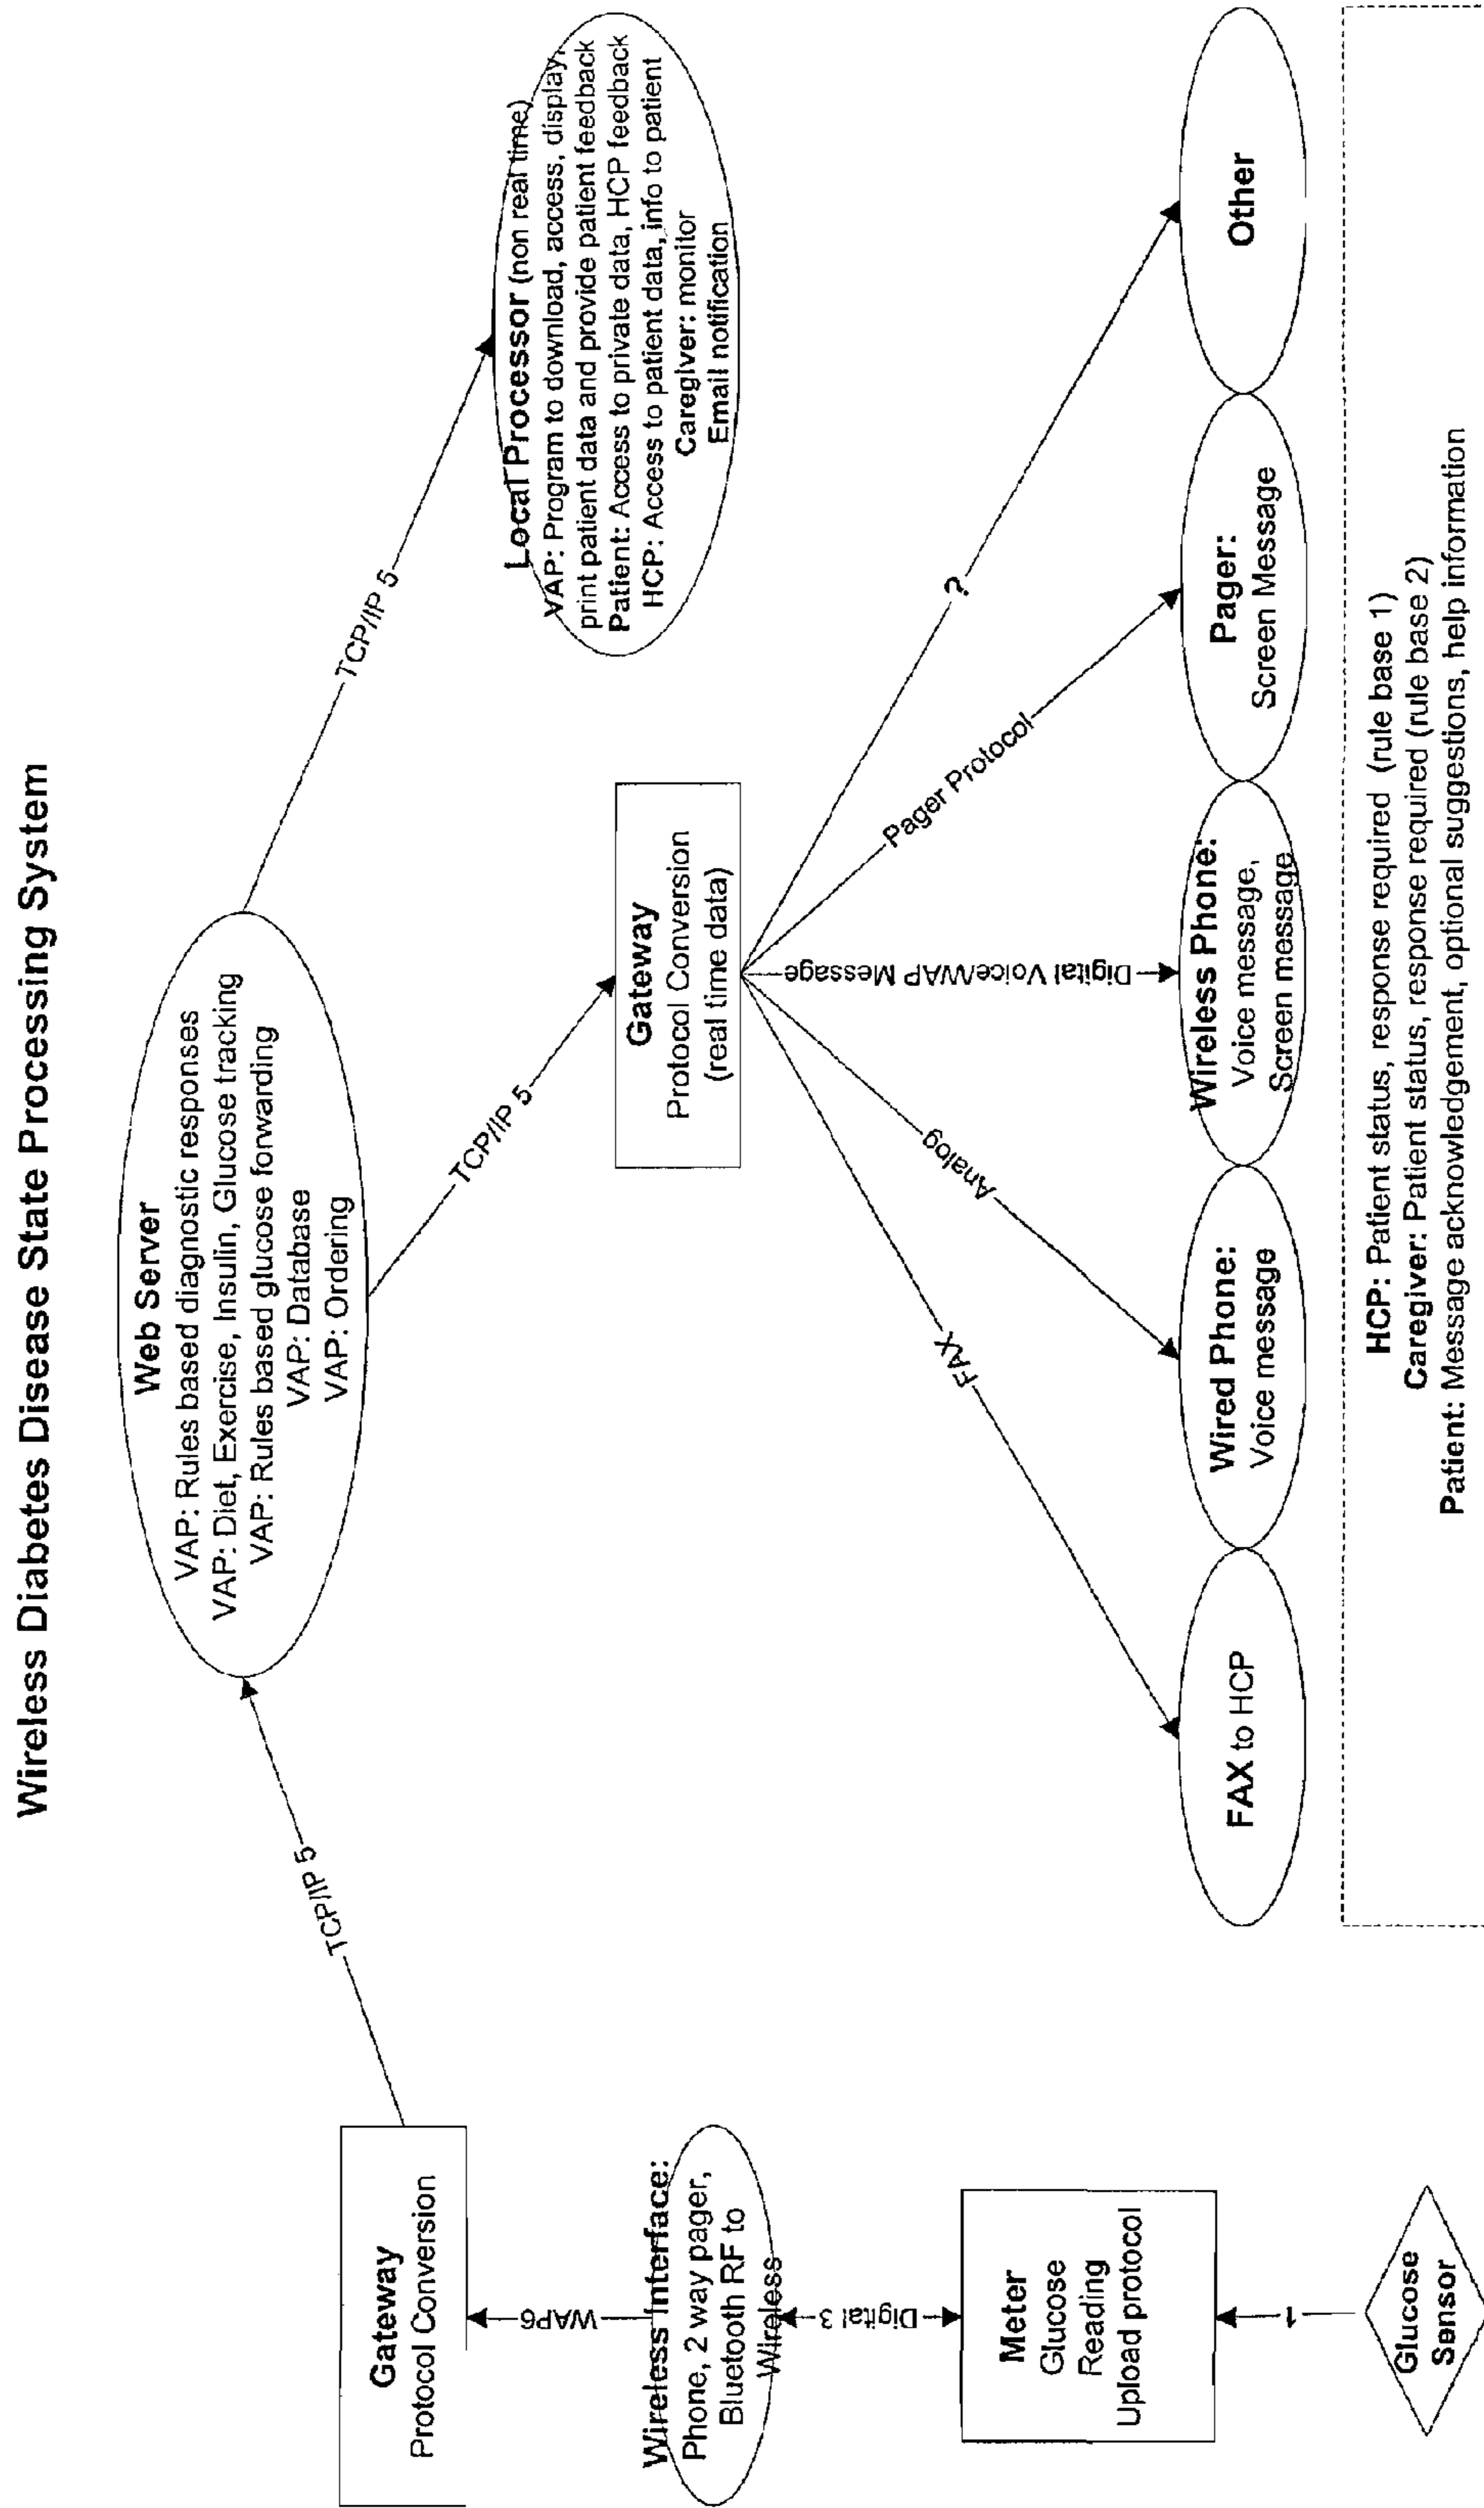 Wireless Diabetes Disease State Processing System
Web Server
VAP: Rules based diagnostic responses
VAP: Diet, Exercise, Insulin, Glucose tracking
VAP: Rules based glucose forwarding
VAP: Database
VAP: Ordering
TCP/IP 5
TCP/IP 5
TCP/IP 5
Gateway
Protocol Conversion
WAP6
Wireless Interface:
Phone, 2 way pager,
Bluetooth RF to
Wireless
Digital 3
Meter
Glucose
Reading
Upload protocol
1
Glucose
Sensor
Gateway
Protocol Conversion
(real time data)
Local Processor (non real time)
VAP: Program to download, access, display,
print patient data and provide patient feedback
Patient: Access to private data, HCP feedback
HCP: Access to patient data, info to patient
Caregiver: monitor
Email notification
FAX
Analog
Digital Voice/WAP Message
Pager Protocol
?
FAX to HCP
Wired Phone:
Voice message
Wireless Phone:
Voice message,
Screen message
Pager:
Screen Message
Other
HCP: Patient status, response required (rule base 1)
Caregiver: Patient status, response required (rule base 2)
Patient: Message acknowledgement, optional suggestions, help information